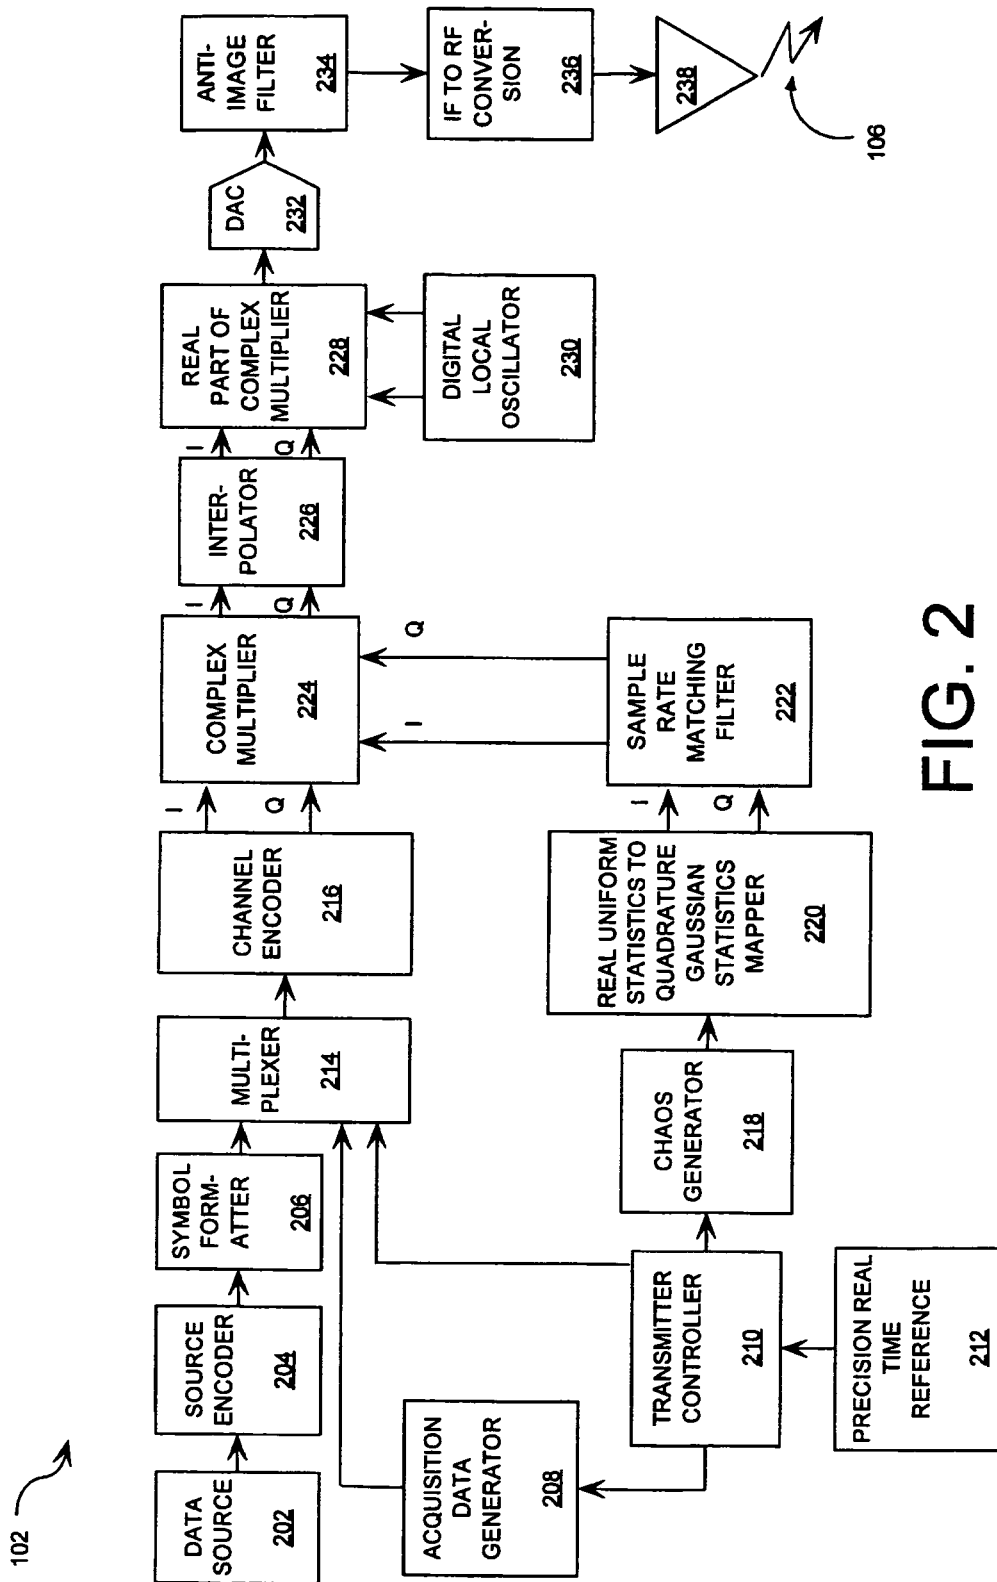 102
DATA
SOURCE
202
SOURCE
ENCODER
204
SYMBOL
FORM-
ATTER
206
MULTI-
PLEXER
214
CHANNEL
ENCODER
216
I
Q
COMPLEX
MULTIPLIER
224
I
Q
INTER-
POLATOR
226
I
Q
REAL
PART OF
COMPLEX
MULTIPLIER
228
DAC
232
ANTI-
IMAGE
FILTER
234
IF TO RF
CONVER-
SION
236
238
106
DIGITAL
LOCAL
OSCILLATOR
230
ACQUISITION
DATA
GENERATOR
208
TRANSMITTER
CONTROLLER
210
PRECISION REAL
TIME
REFERENCE
212
CHAOS
GENERATOR
218
REAL UNIFORM
STATISTICS TO
QUADRATURE
GAUSSIAN
STATISTICS
MAPPER
220
I
Q
SAMPLE
RATE
MATCHING
FILTER
222
I
Q
FIG. 2